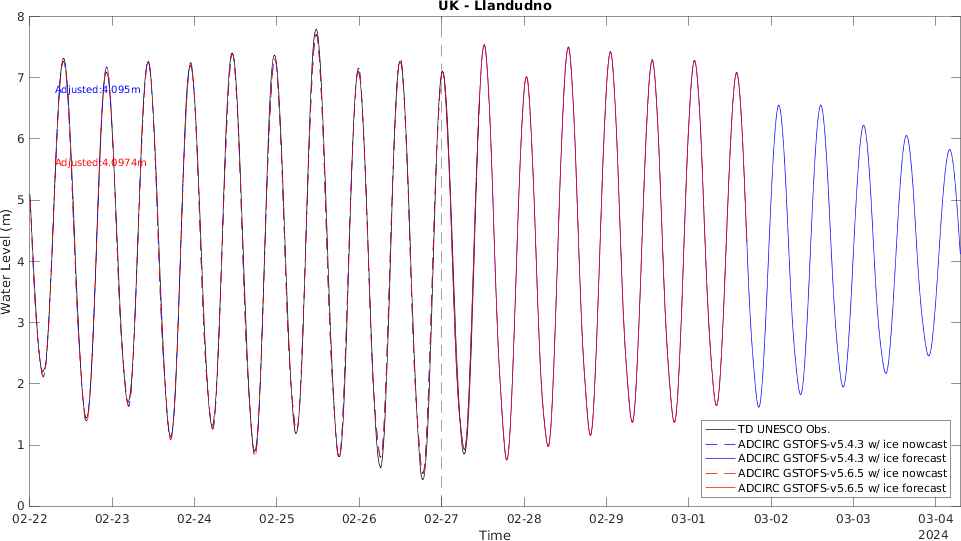 UK - Llandudno
8
7
6
5
4
3
2
1
0
Water Level (m)
Adjusted:4.095m
Adjusted:4.0974m
TD UNESCO Obs.
ADCIRC GSTOFS-v5.4.3 w/ ice nowcast
ADCIRC GSTOFS-v5.4.3 w/ ice forecast
ADCIRC GSTOFS-v5.6.5 w/ ice nowcast
ADCIRC GSTOFS-v5.6.5 w/ ice forecast
02-22 02-23 02-24 02-25 02-26 02-27 02-28 02-29 03-01 03-02 03-03 03-04
Time
2024